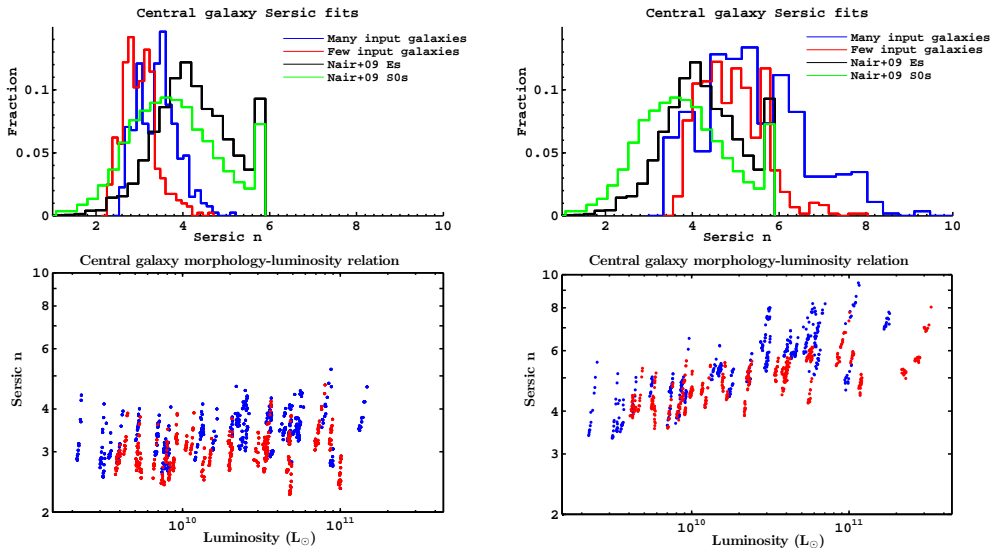 Central galaxy Sersic fits
Many input galaxies
Few input galaxies
Nair+09 Es
Nair+09 S0s
Fraction
0.1
0.05
0
2
4
6
8
10
Sersic n
Central galaxy Sersic fits
Many input galaxies
Few input galaxies
Nair+09 Es
Nair+09 S0s
Fraction
0.1
0.05
0
2
4
6
8
10
Sersic n
Central galaxy morphology-luminosity relation
Sersic n
10
8
6
4
3
2
10^10
10^11
Luminosity (L☉)
Central galaxy morphology-luminosity relation
Sersic n
10
8
6
4
3
2
10^10
10^11
Luminosity (L☉)